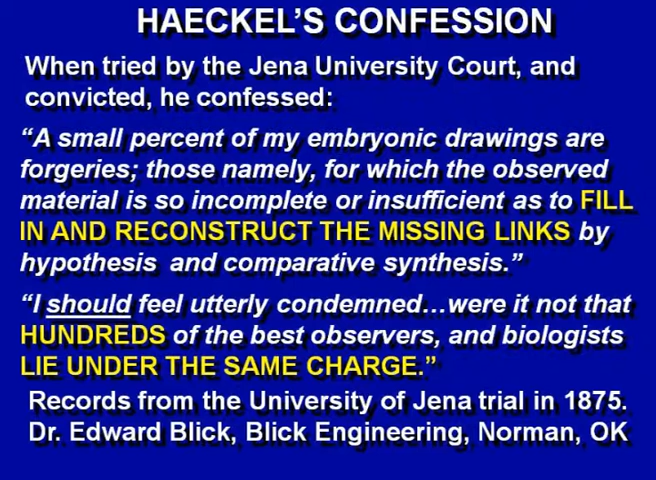 HAECKEL'S CONFESSION
When tried by the Jena University Court, and
convicted, he confessed:
"A small percent of my embryonic drawings are
forgeries; those namely, for which the observed
material is so incomplete or insufficient as to FILL
IN AND RECONSTRUCT THE MISSING LINKS by
hypothesis and comparative synthesis."
"I should feel utterly condemned…were it not that
HUNDREDS of the best observers, and biologists
LIE UNDER THE SAME CHARGE."
Records from the University of Jena trial in 1875.
Dr. Edward Blick, Blick Engineering, Norman, OK